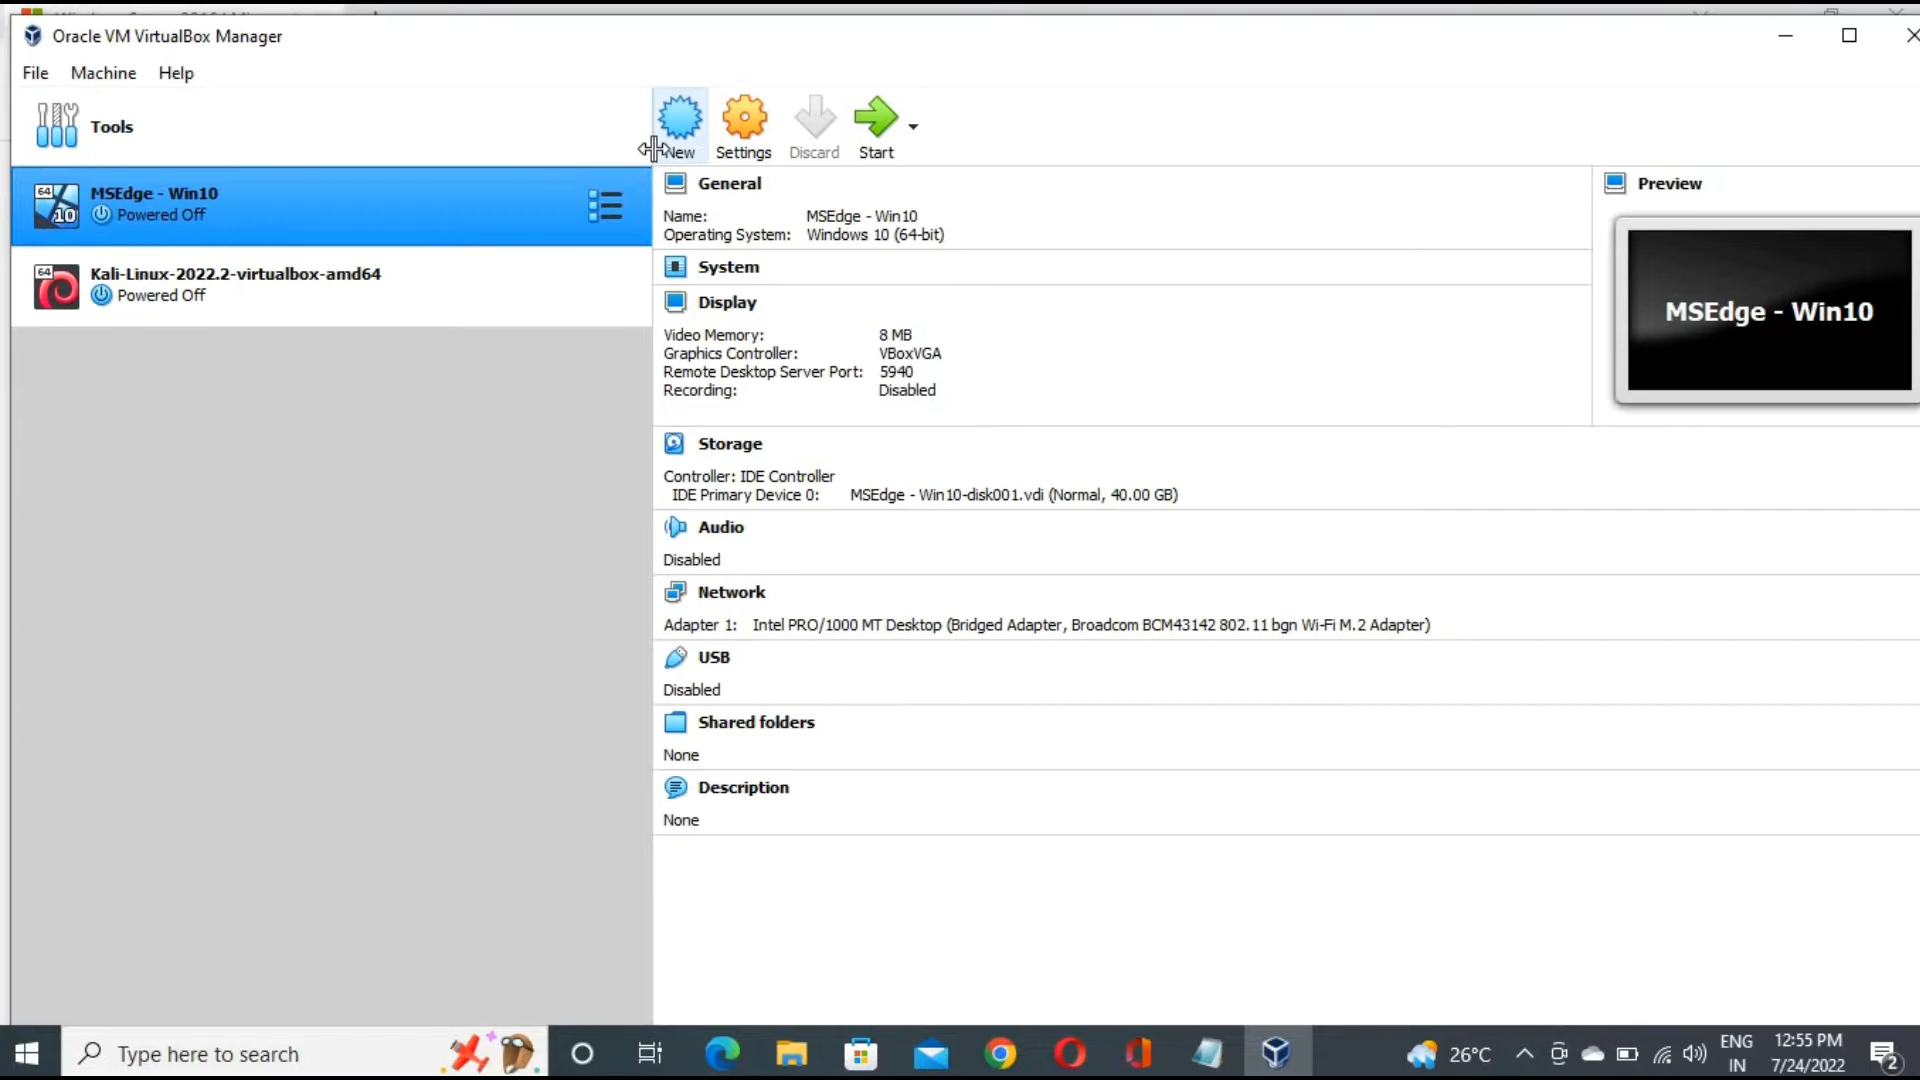 Oracle VM VirtualBox Manager
File Machine Help
Tools
New Settings Discard Start
64
10
MSEdge - Win10
Powered Off
64
Kali-Linux-2022.2-virtualbox-amd64
Powered Off
General
Name: MSEdge - Win10
Operating System: Windows 10 (64-bit)
System
Display
Video Memory: 8 MB
Graphics Controller: VBoxVGA
Remote Desktop Server Port: 5940
Recording: Disabled
Preview
MSEdge - Win10
Storage
Controller: IDE Controller
IDE Primary Device 0: MSEdge - Win10-disk001.vdi (Normal, 40.00 GB)
Audio
Disabled
Network
Adapter 1: Intel PRO/1000 MT Desktop (Bridged Adapter, Broadcom BCM43142 802.11 bgn Wi-Fi M.2 Adapter)
USB
Disabled
Shared folders
None
Description
None
Type here to search
26°C
ENG
IN
12:55 PM
7/24/2022
2